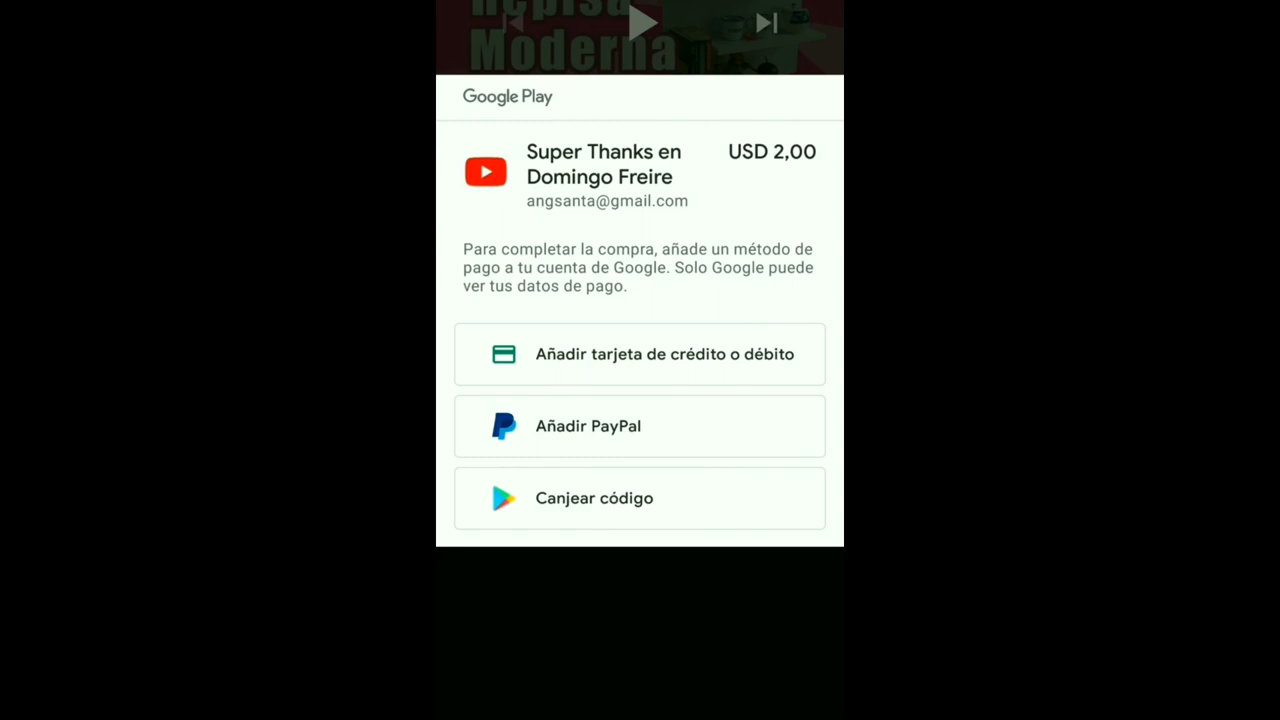 Repisa
Moderna
Google Play
Super Thanks en
Domingo Freire
USD 2,00
angsanta@gmail.com
Para completar la compra, añade un método de
pago a tu cuenta de Google. Solo Google puede
ver tus datos de pago.
Añadir tarjeta de crédito o débito
Añadir PayPal
Canjear código